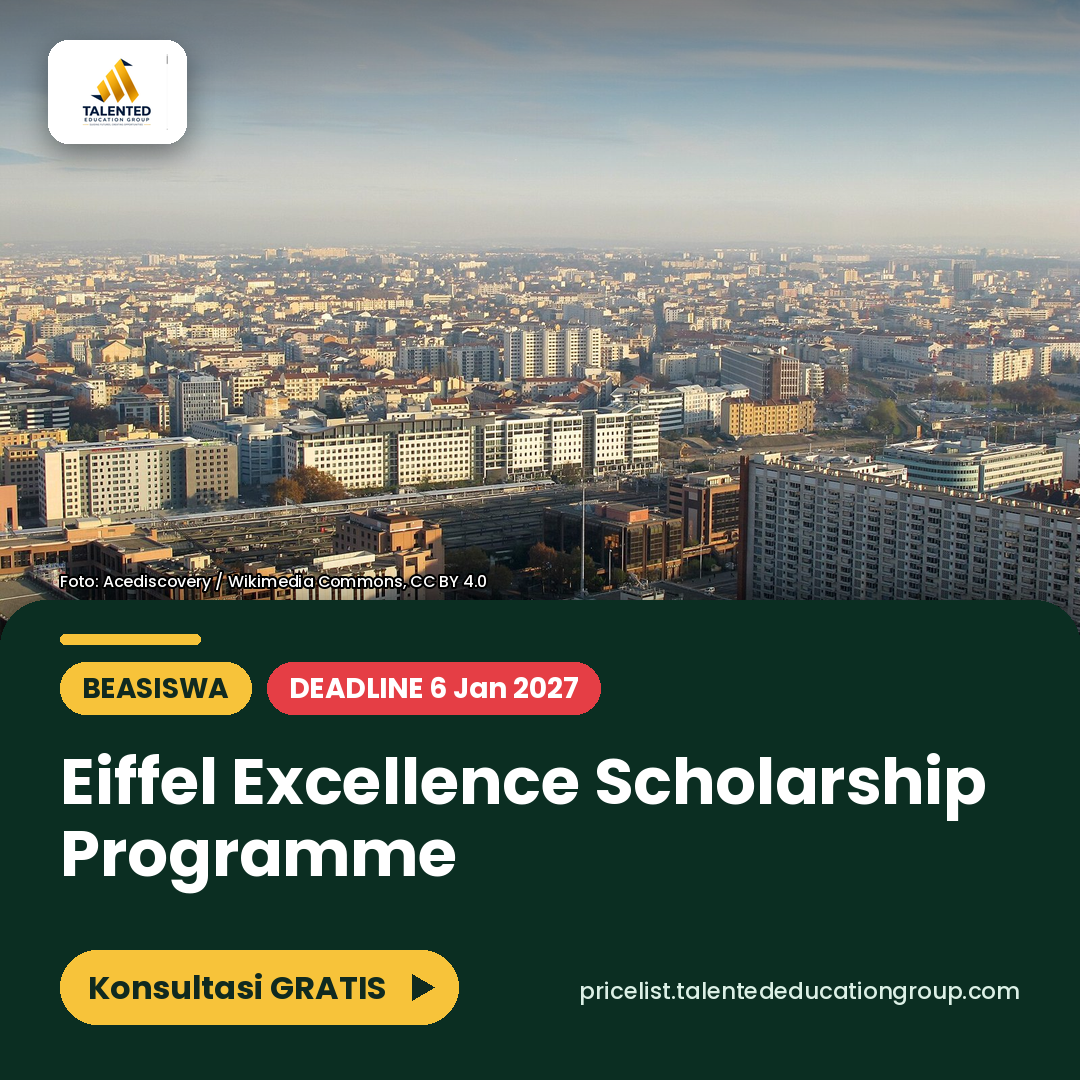 TALENTED
EDUCATION GROUP
Foto: Acediscovery / Wikimedia Commons, CC BY 4.0
BEASISWA
DEADLINE 6 Jan 2027
Eiffel Excellence Scholarship
Programme
Konsultasi GRATIS
pricelist.talentededucationgroup.com